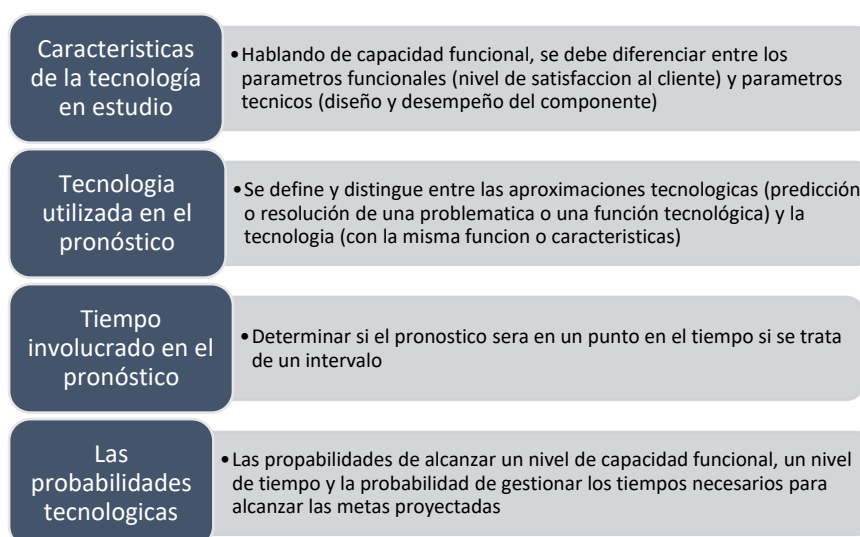 Caracteristicas
de la tecnología
en estudio
•Hablando de capacidad funcional, se debe diferenciar entre los
parametros funcionales (nivel de satisfaccion al cliente) y parametros
tecnicos (diseño y desempeño del componente)
Tecnologia
utilizada en el
pronóstico
•Se define y distingue entre las aproximaciones tecnologicas (predicción
o resolución de una problematica o una función tecnológica) y la
tecnologia (con la misma funcion o caracteristicas)
Tiempo
involucrado en el
pronóstico
•Determinar si el pronostico sera en un punto en el tiempo si se trata
de un intervalo
Las
probabilidades
tecnologicas
•Las propabilidades de alcanzar un nivel de capacidad funcional, un nivel
de tiempo y la probabilidad de gestionar los tiempos necesarios para
alcanzar las metas proyectadas